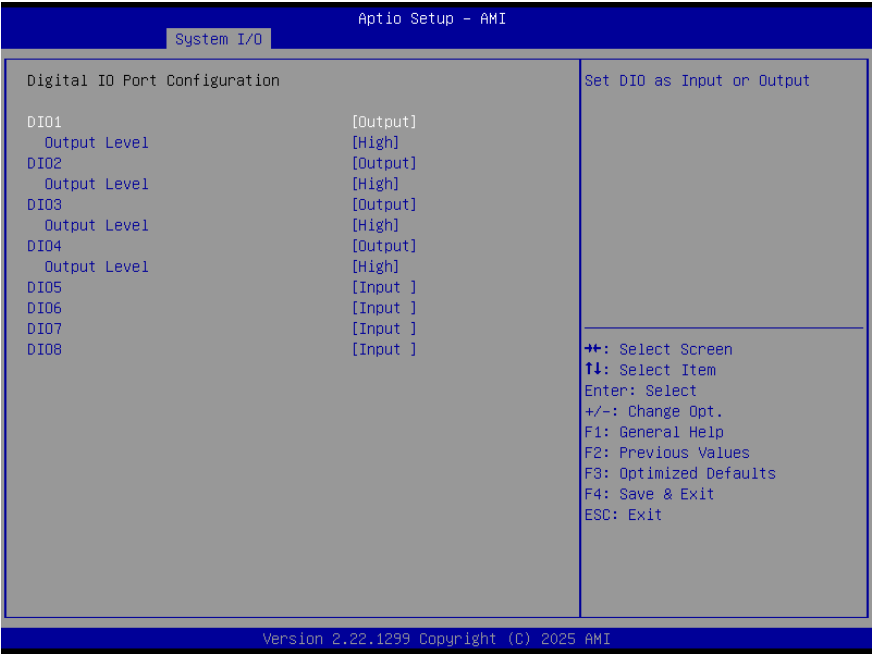 Aptio Setup – AMI
System I/O
Digital IO Port Configuration
DIO1 [Output]
Output Level [High]
DIO2 [Output]
Output Level [High]
DIO3 [Output]
Output Level [High]
DIO4 [Output]
Output Level [High]
DIO5 [Input ]
DIO6 [Input ]
DIO7 [Input ]
DIO8 [Input ]
Set DIO as Input or Output
→←: Select Screen
↑↓: Select Item
Enter: Select
+/-: Change Opt.
F1: General Help
F2: Previous Values
F3: Optimized Defaults
F4: Save & Exit
ESC: Exit
Version 2.22.1299 Copyright (C) 2025 AMI